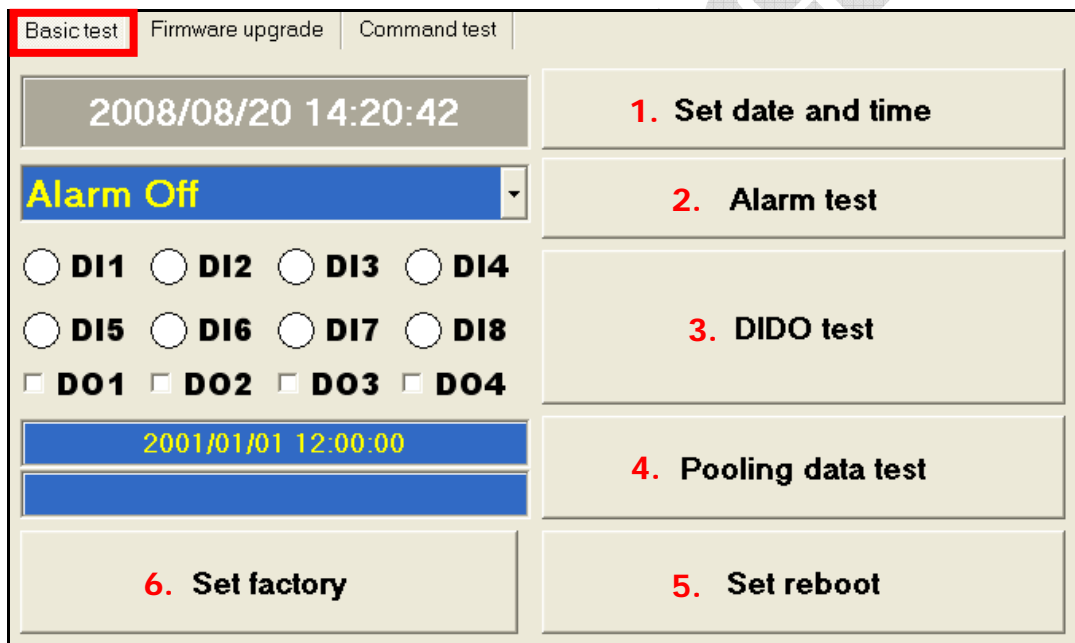 Basic test Firmware upgrade Command test
2008/08/20 14:20:42 1. Set date and time
Alarm Off 2. Alarm test
DI1 DI2 DI3 DI4
DI5 DI6 DI7 DI8 3. DIDO test
DO1 DO2 DO3 DO4
2001/01/01 12:00:00
4. Pooling data test
6. Set factory 5. Set reboot